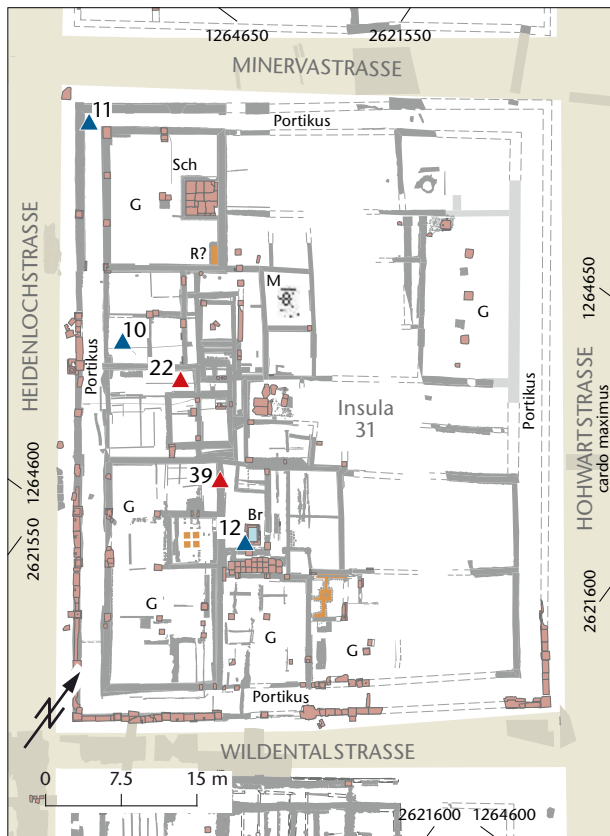 1264650
2621550
MINERVASTRASSE
11
Portikus
Sch
G
R?
HEIDENLOCHSTRASSE
M
1264650
10
G
Portikus
22
Portikus
Insula
31
HOHWARTSTRASSE
cardo maximus
1264600
2621550
39
G
Br
12
2621600
G
G
G
Portikus
N
WILDENTALSTRASSE
0 7.5 15 m
2621600 1264600